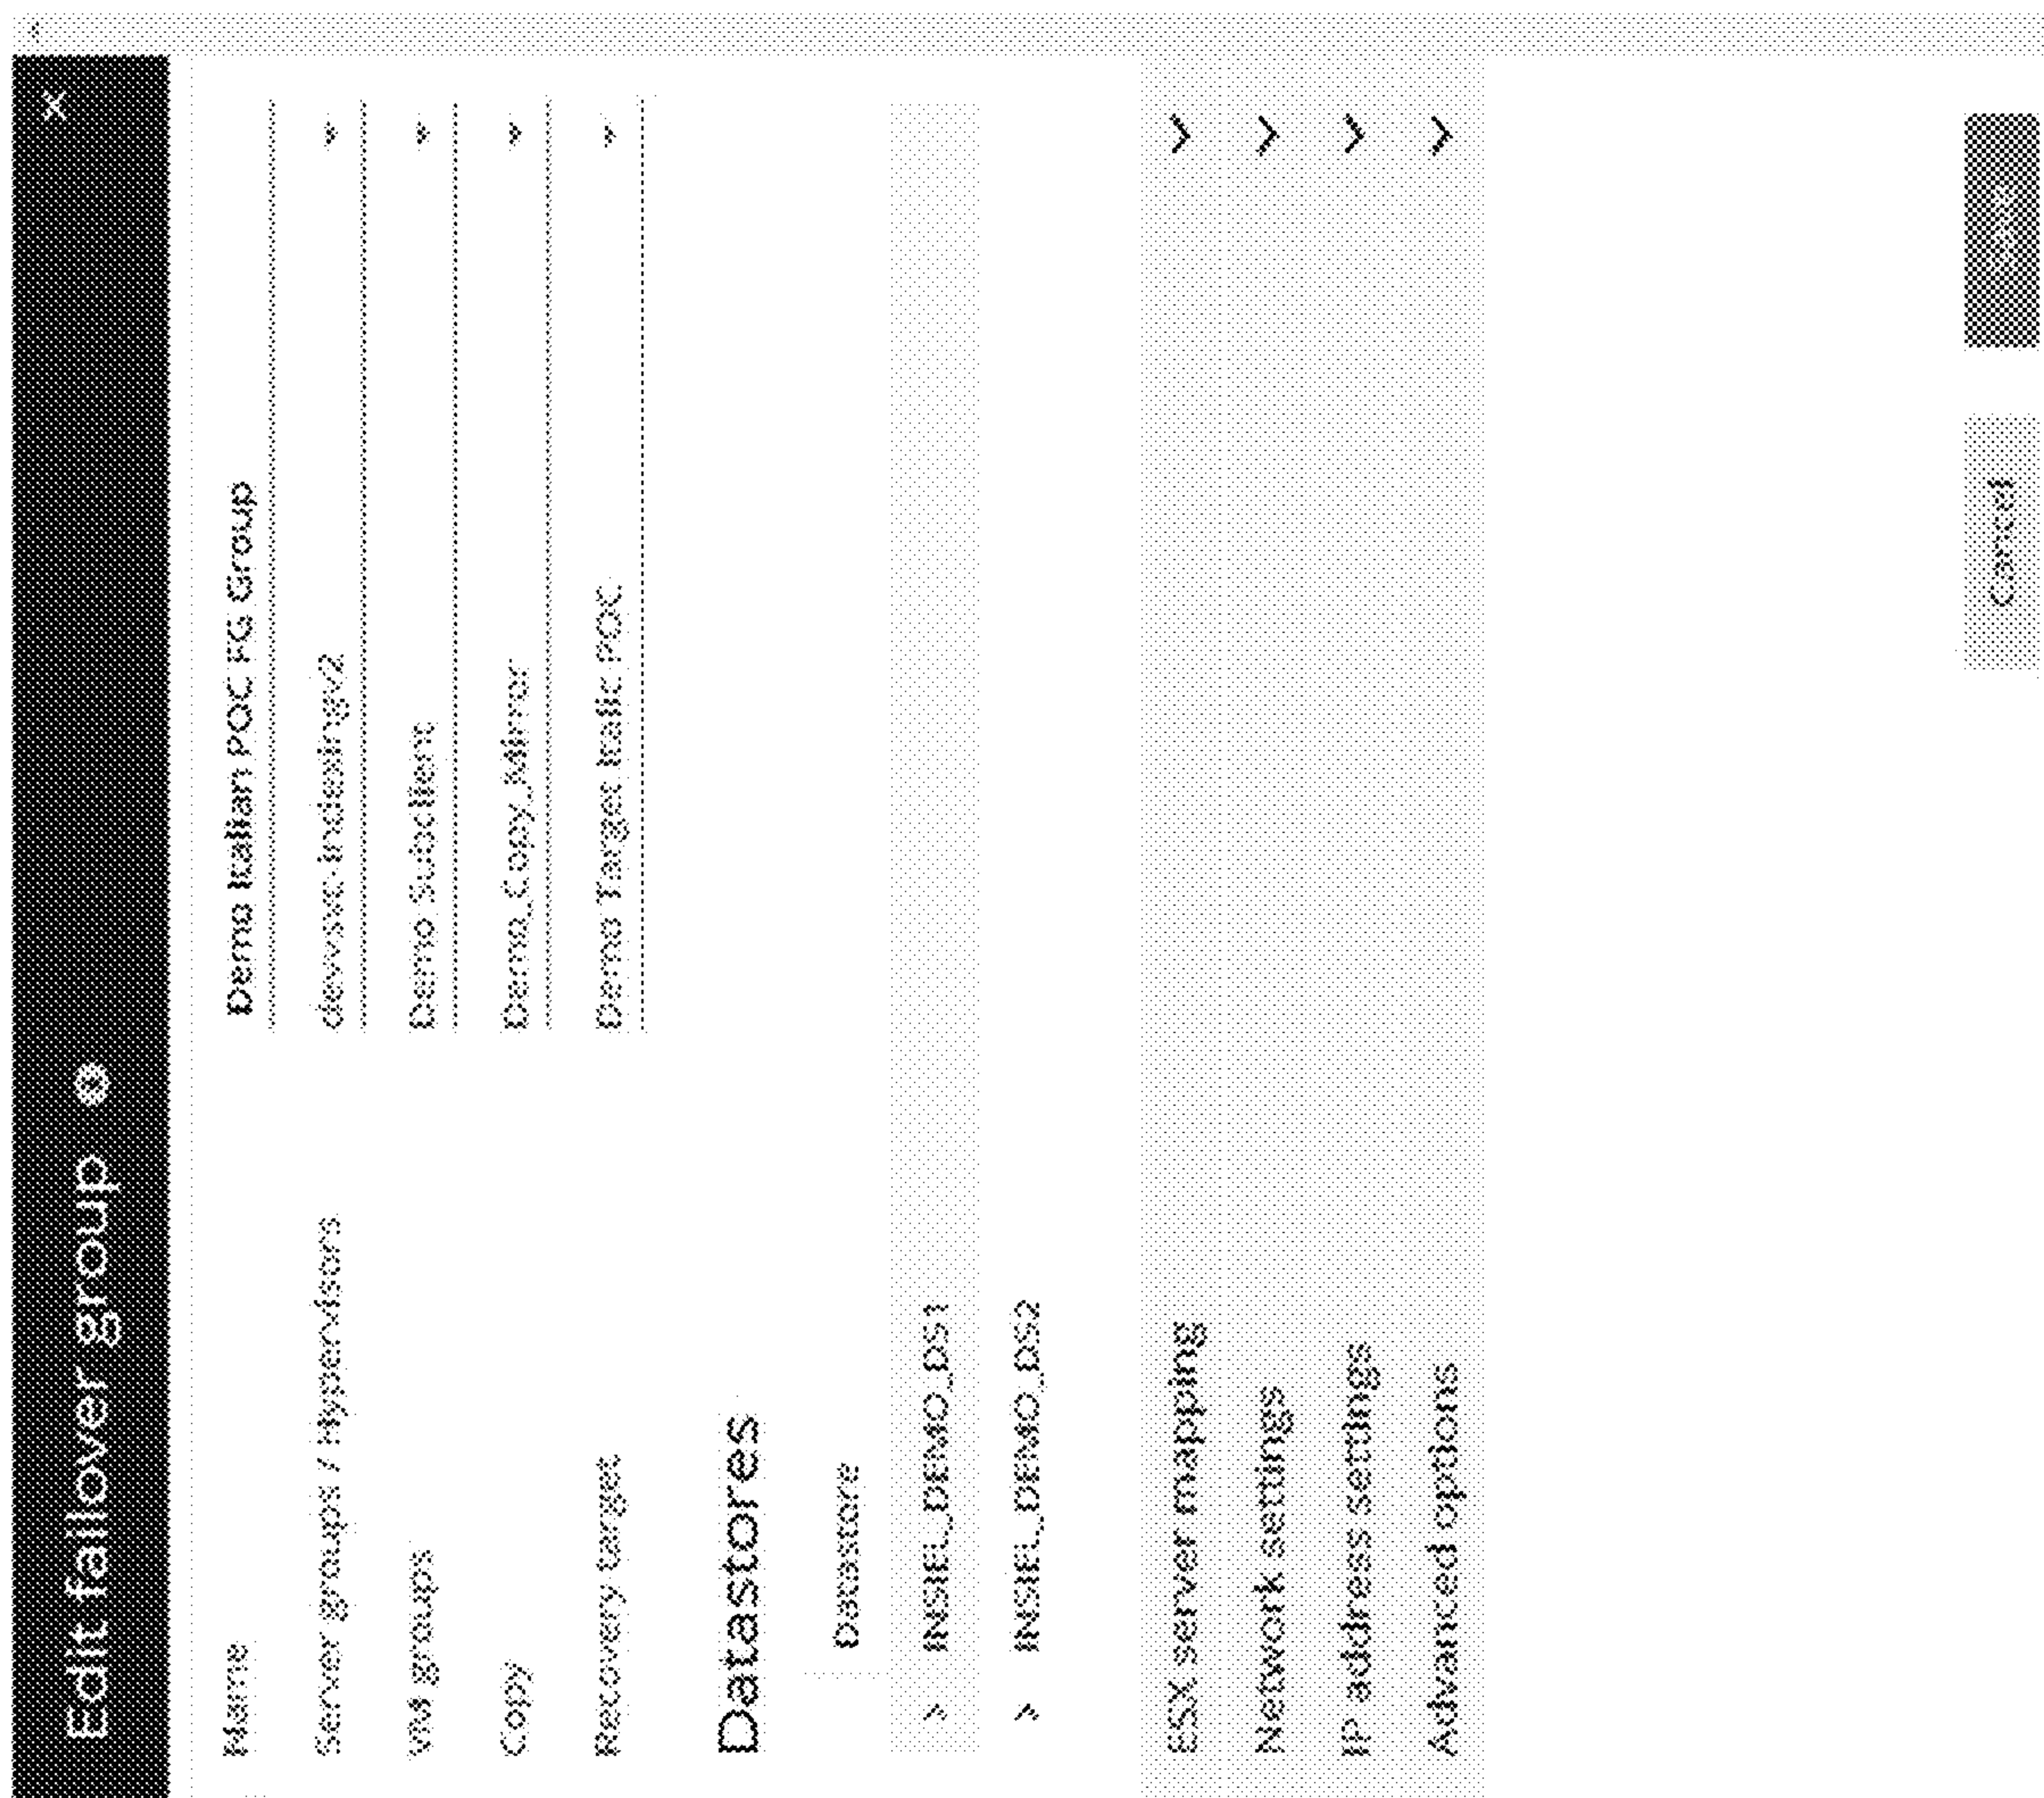 Edit failover group
Name Demo Italian POC FG Group
Server groups / Hypervisors devvsc-indexingv2
VM groups Demo Subclient
Copy Demo_Copy_Mirror
Recovery target Demo Target Italic POC
Datastores
Datastore
INSIEL_DEMO_DS1
INSIEL_DEMO_DS2
ESX server mapping
Network settings
IP address settings
Advanced options
Cancel